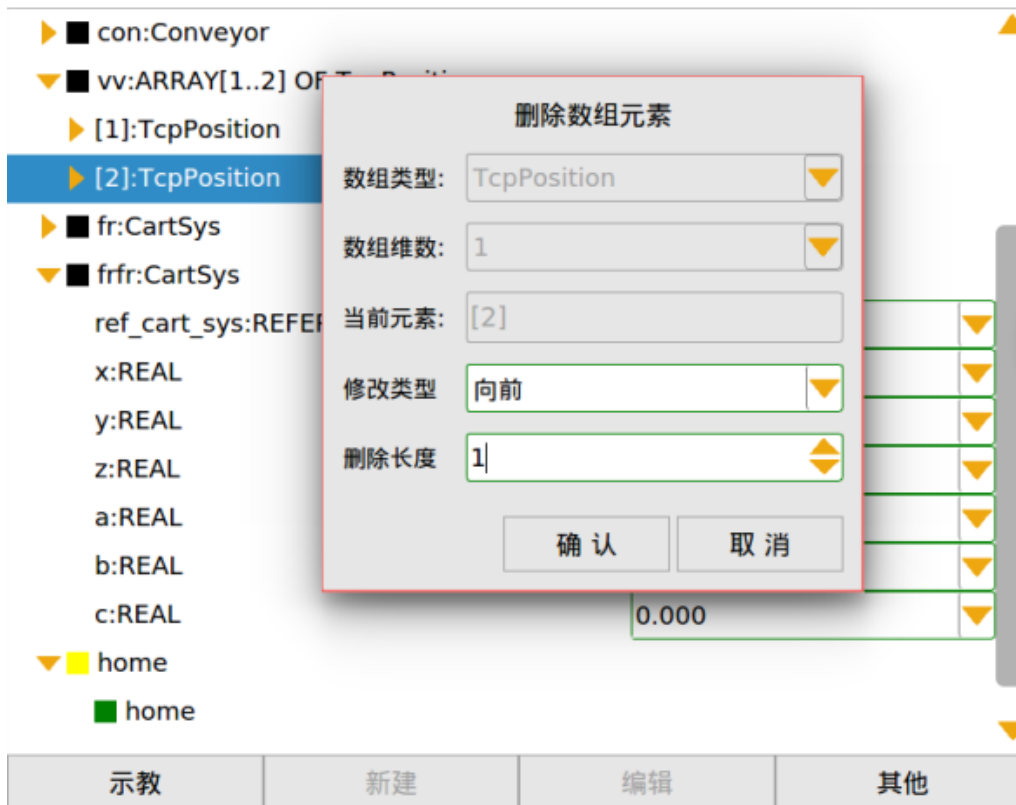 con:Conveyor
vv:ARRAY[1..2] OF
[1]:TcpPosition
[2]:TcpPosition
fr:CartSys
frfr:CartSys
ref_cart_sys:REFER
x:REAL
y:REAL
z:REAL
a:REAL
b:REAL
c:REAL
0.000
home
home
删除数组元素
数组类型: TcpPosition
数组维数: 1
当前元素: [2]
修改类型 向前
删除长度 1
确 认 取 消
示教 新建 编辑 其他